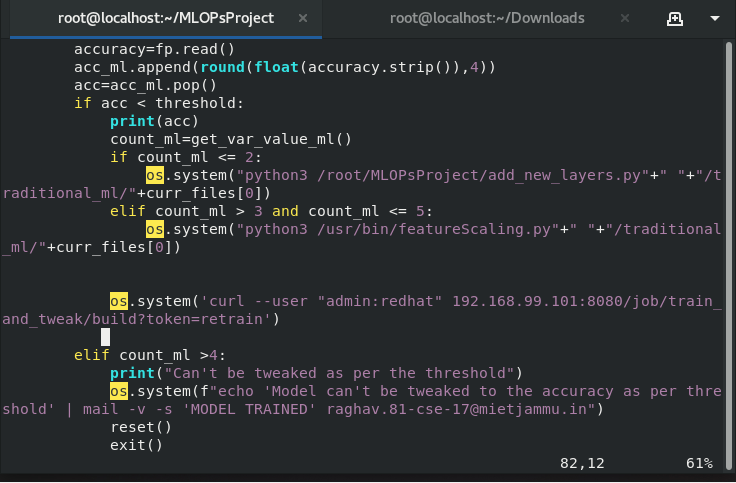 root@localhost:~/MLOPsProject × root@localhost:~/Downloads ×
accuracy=fp.read()
acc_ml.append(round(float(accuracy.strip()),4))
acc=acc_ml.pop()
if acc < threshold:
print(acc)
count_ml=get_var_value_ml()
if count_ml <= 2:
os.system("python3 /root/MLOPsProject/add_new_layers.py"+" "+"/t
raditional_ml/"+curr_files[0])
elif count_ml > 3 and count_ml <= 5:
os.system("python3 /usr/bin/featureScaling.py"+" "+"/traditional
_ml/"+curr_files[0])
os.system('curl --user "admin:redhat" 192.168.99.101:8080/job/train_
and_tweak/build?token=retrain')
elif count_ml >4:
print("Can't be tweaked as per the threshold")
os.system(f"echo 'Model can't be tweaked to the accuracy as per thre
shold' | mail -v -s 'MODEL TRAINED' raghav.81-cse-17@mietjammu.in")
reset()
exit()
82,12 61%